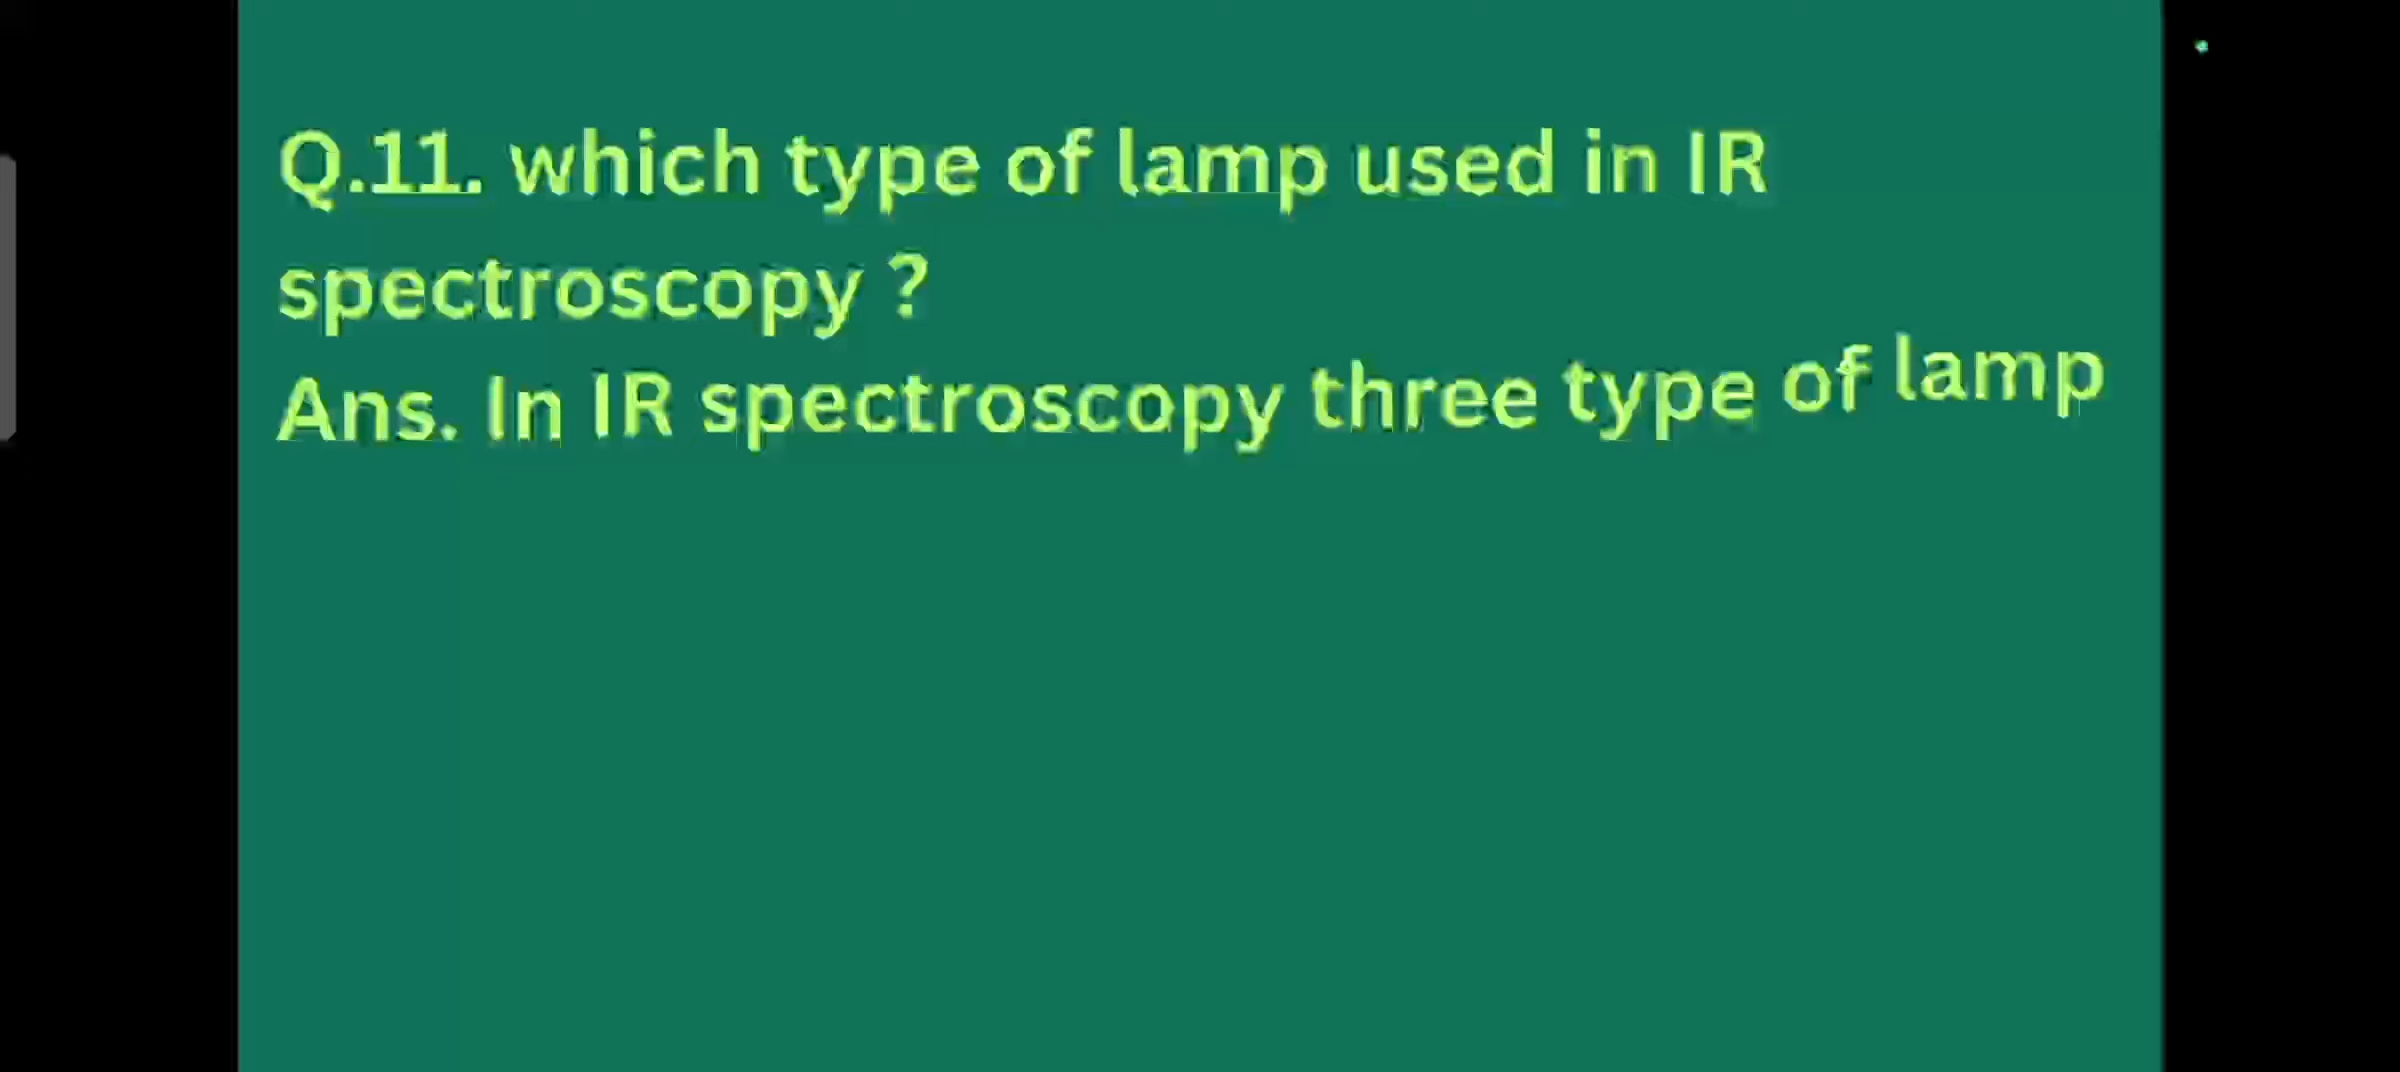 Q.11. which type of lamp used in IR
spectroscopy ?
Ans. In IR spectroscopy three type of lamp